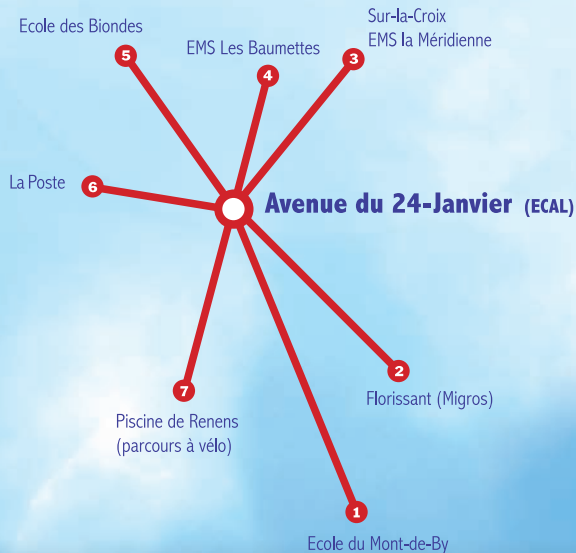 Sur-la-Croix
EMS la Méridienne
3
Ecole des Biondes
5
EMS Les Baumettes
4
La Poste
6
Avenue du 24-Janvier (ECAL)
2
Florissant (Migros)
7
Piscine de Renens
(parcours à vélo)
1
Ecole du Mont-de-By